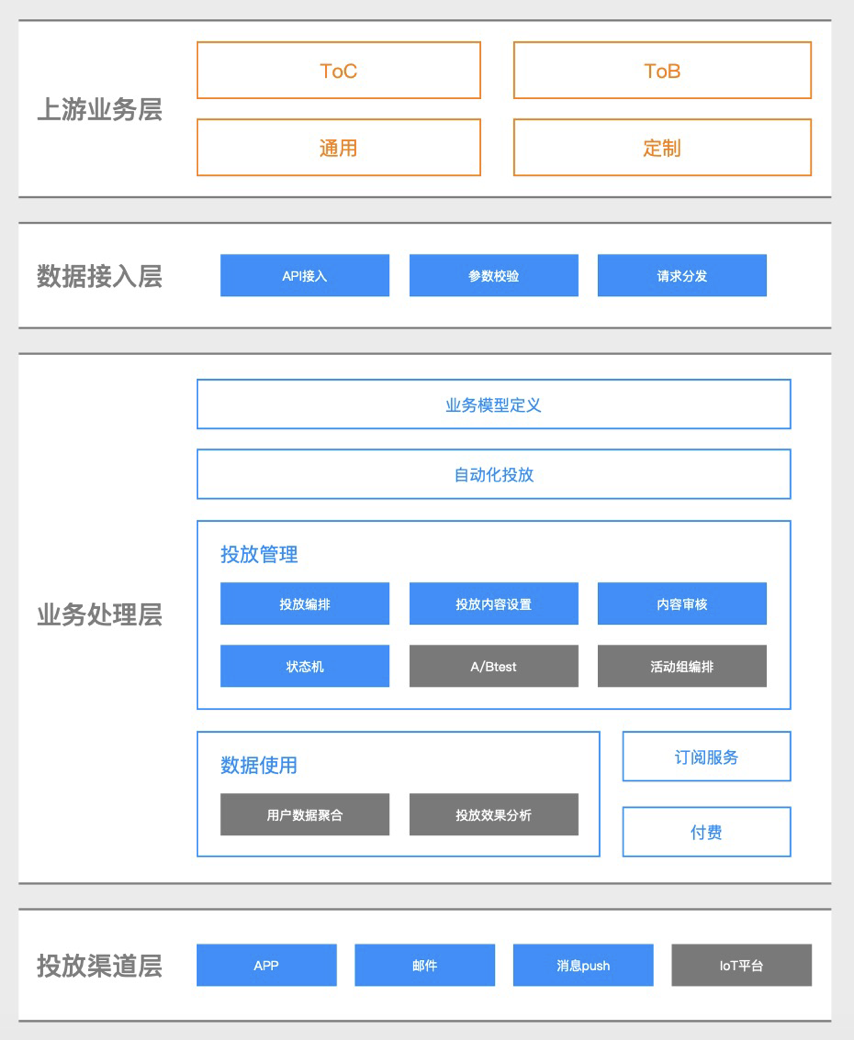 上游业务层
ToC
ToB
通用
定制
数据接入层
API接入
参数校验
请求分发
业务处理层
业务模型定义
自动化投放
投放管理
投放编排
投放内容设置
内容审核
状态机
A/Btest
活动组编排
数据使用
用户数据聚合
投放效果分析
订阅服务
付费
投放渠道层
APP
邮件
消息push
IoT平台